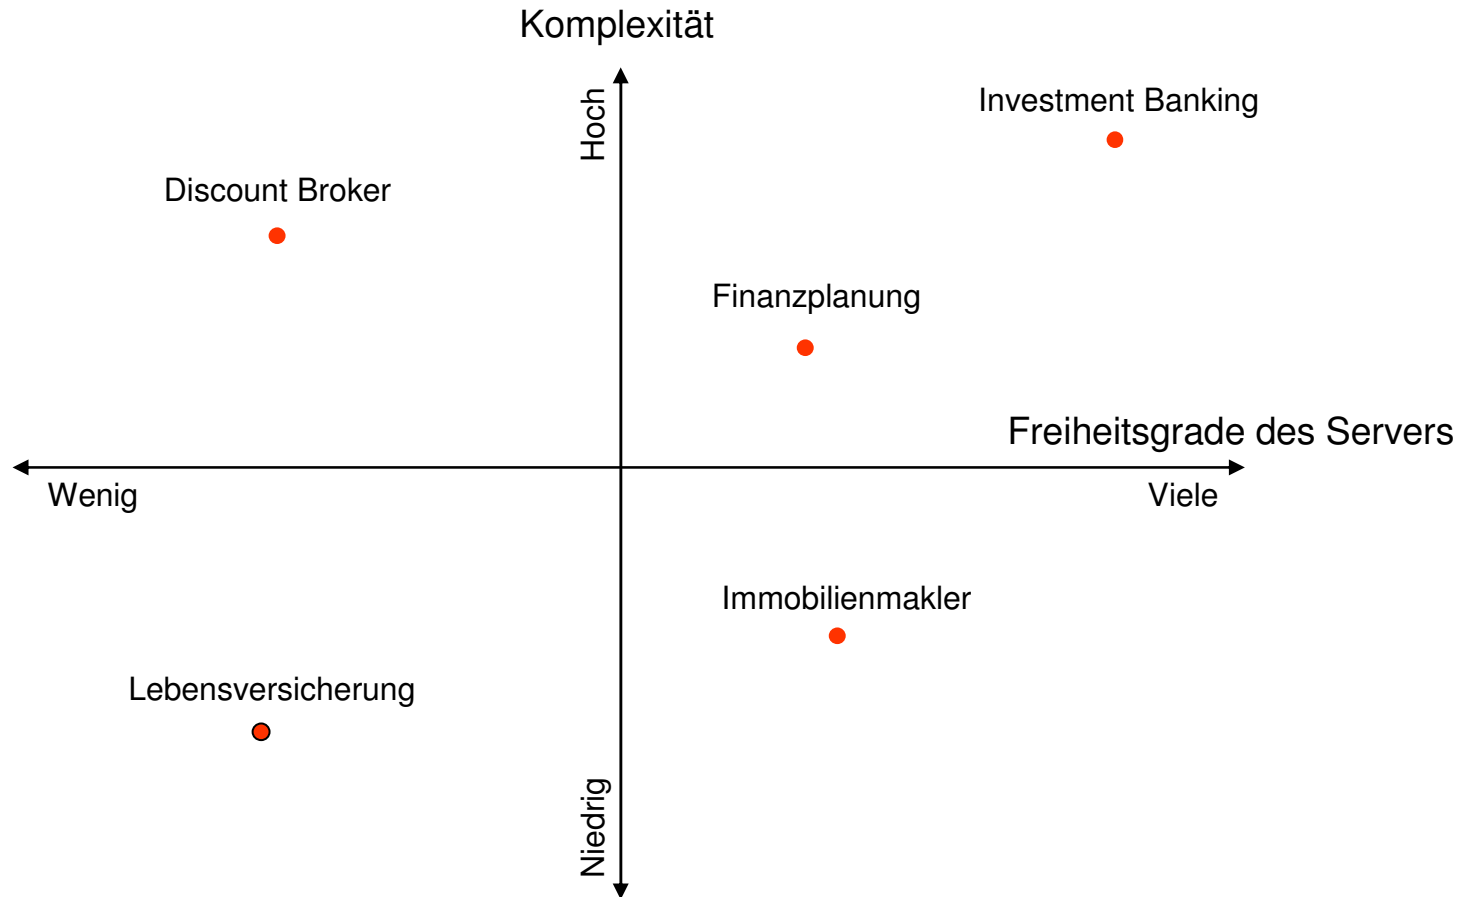 Komplexität
Hoch
Investment Banking
Discount Broker
Finanzplanung
Freiheitsgrade des Servers
Wenig
Viele
Immobilienmakler
Lebensversicherung
Niedrig